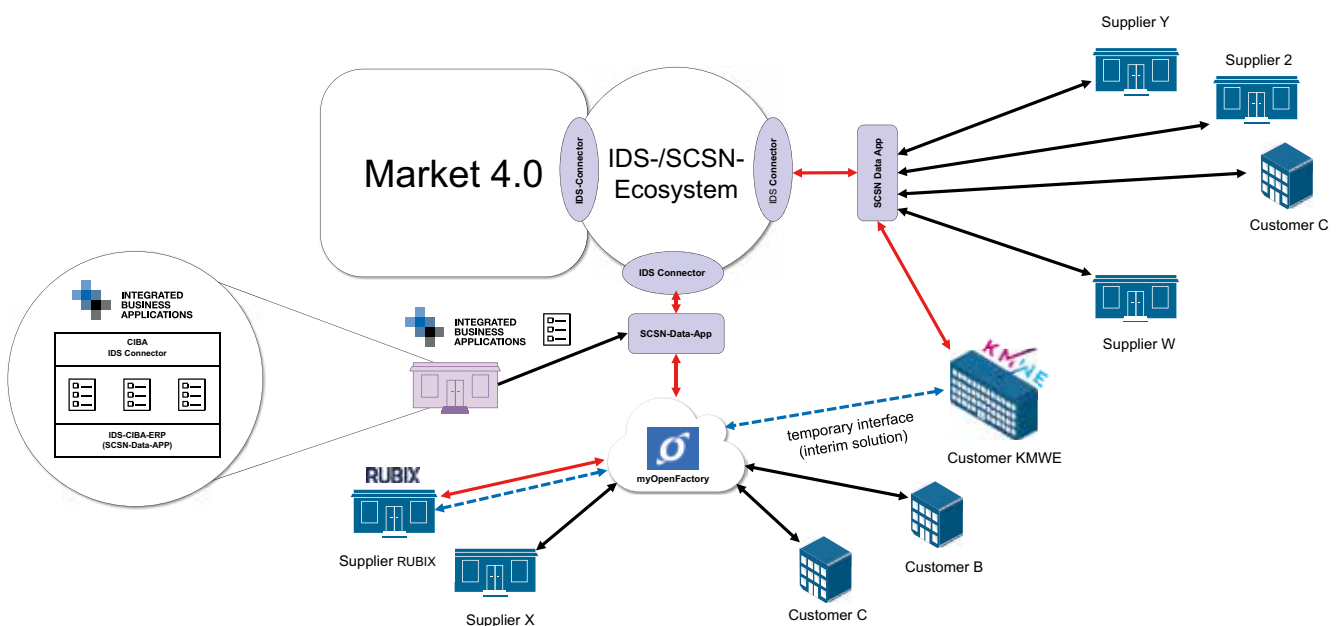 Supplier Y
Supplier 2
Customer C
Market 4.0
IDS-Connector
IDS-/SCSN-
Ecosystem
IDS Connector
SCSN Data App
IDS Connector
SCSN-Data-App
INTEGRATED
BUSINESS
APPLICATIONS
CIBA
IDS Connector
IDS-CIBA-ERP
(SCSN-Data-APP)
INTEGRATED
BUSINESS
APPLICATIONS
Supplier W
KMWE
Customer KMWE
temporary interface
(interim solution)
myOpenFactory
RUBIX
Supplier RUBIX
Supplier X
Customer C
Customer B